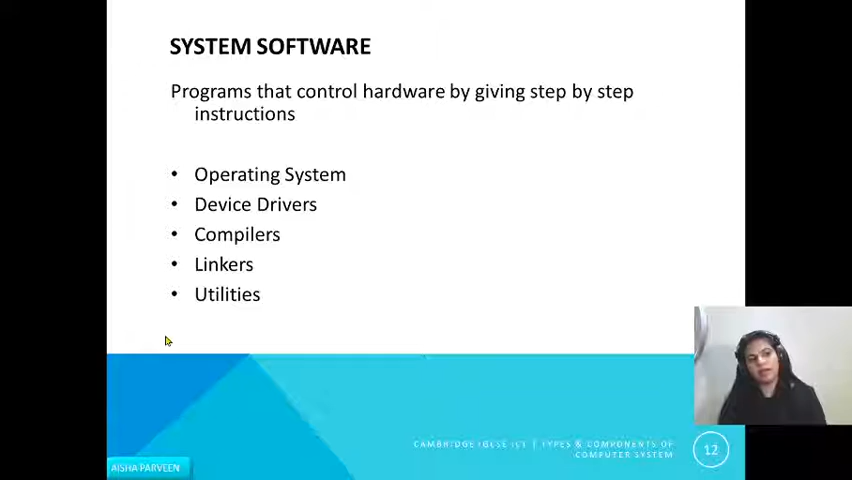 SYSTEM SOFTWARE
Programs that control hardware by giving step by step
instructions
• Operating System
• Device Drivers
• Compilers
• Linkers
• Utilities
CAMBRIDGE IGCSE ICT | TYPES & COMPONENTS OF
COMPUTER SYSTEM
12
AISHA PARVEEN